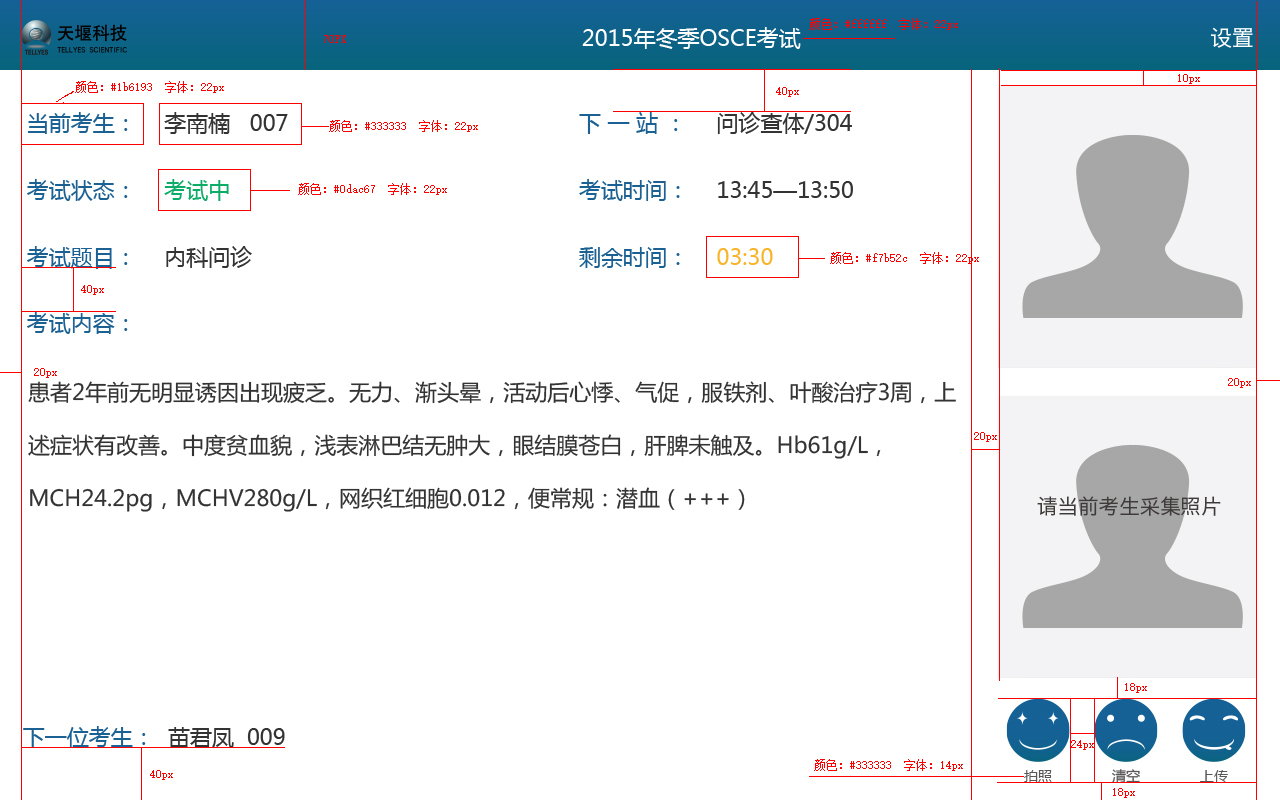 天堰科技
TELLYES SCIENTIFIC
TELLYES
2015年冬季OSCE考试
设置
颜色：#1b6193 字体：22px
10px
40px
当前考生：
李南楠 007
颜色：#333333 字体：22px
下一站：
问诊查体/304
考试状态：
考试中
颜色：#0dac67 字体：22px
考试时间：
13:45—13:50
考试题目：
内科问诊
剩余时间：
03:30
颜色：#f7b52c 字体：22px
40px
考试内容：
20px
20px
患者2年前无明显诱因出现疲乏。无力、渐头晕，活动后心悸、气促，服铁剂、叶酸治疗3周，上
述症状有改善。中度贫血貌，浅表淋巴结无肿大，眼结膜苍白，肝脾未触及。Hb61g/L，
20px
MCH24.2pg，MCHV280g/L，网织红细胞0.012，便常规：潜血（+++）
请当前考生采集照片
18px
下一位考生：
苗君凤 009
24px
颜色：#333333 字体：14px
40px
拍照
清空
上传
18px